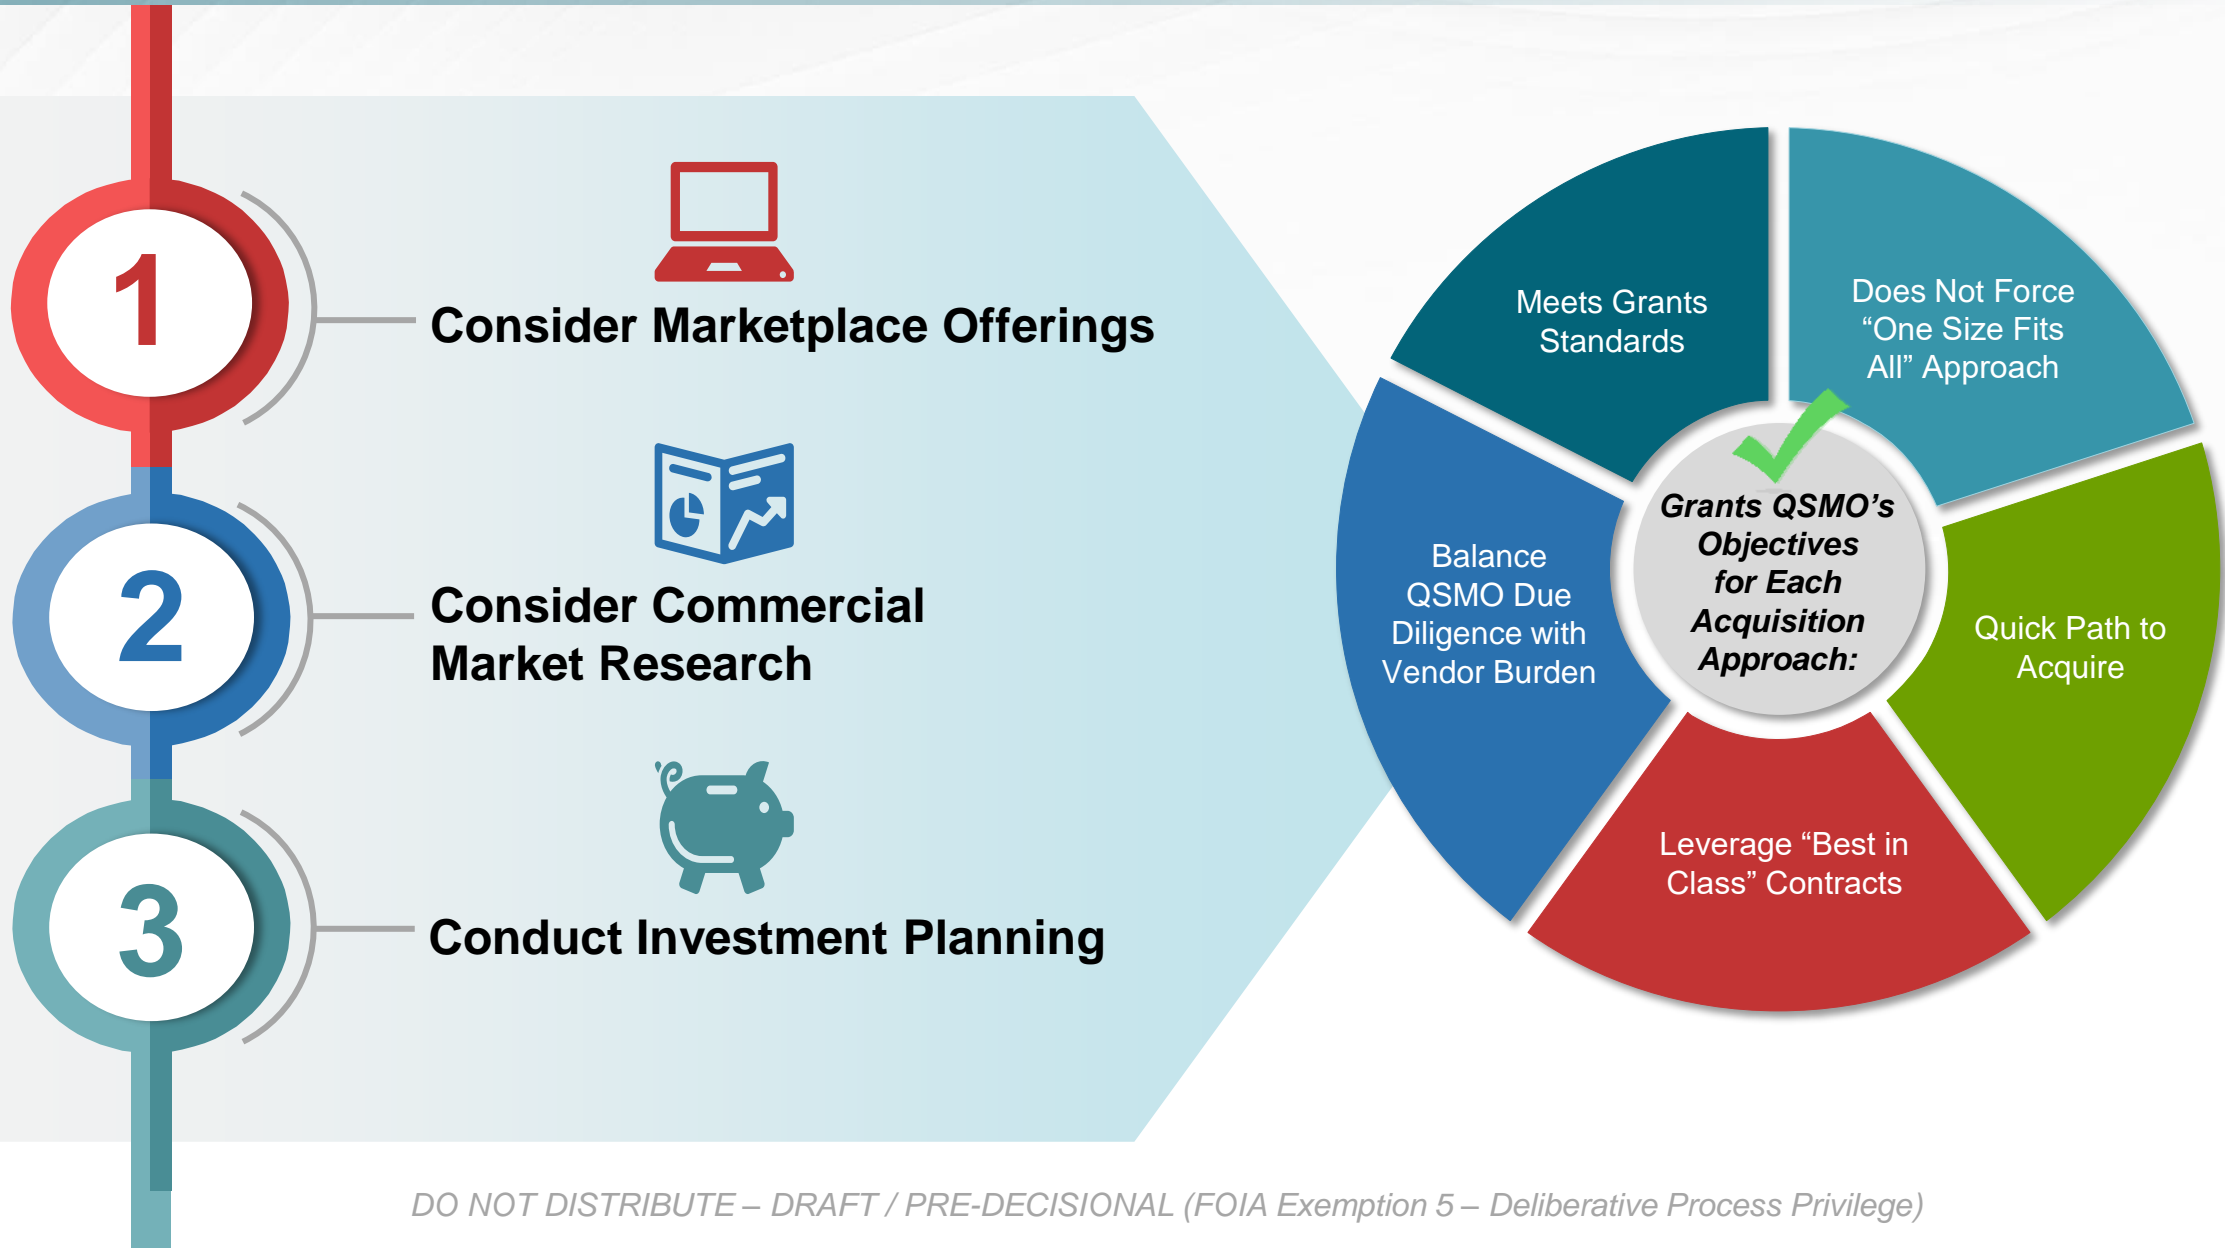 1
Consider Marketplace Offerings
2
Consider Commercial
Market Research
3
Conduct Investment Planning
Meets Grants
Standards
Does Not Force
“One Size Fits
All” Approach
Quick Path to
Acquire
Leverage “Best in
Class” Contracts
Balance
QSMO Due
Diligence with
Vendor Burden
Grants QSMO’s
Objectives
for Each
Acquisition
Approach:
DO NOT DISTRIBUTE – DRAFT / PRE-DECISIONAL (FOIA Exemption 5 – Deliberative Process Privilege)